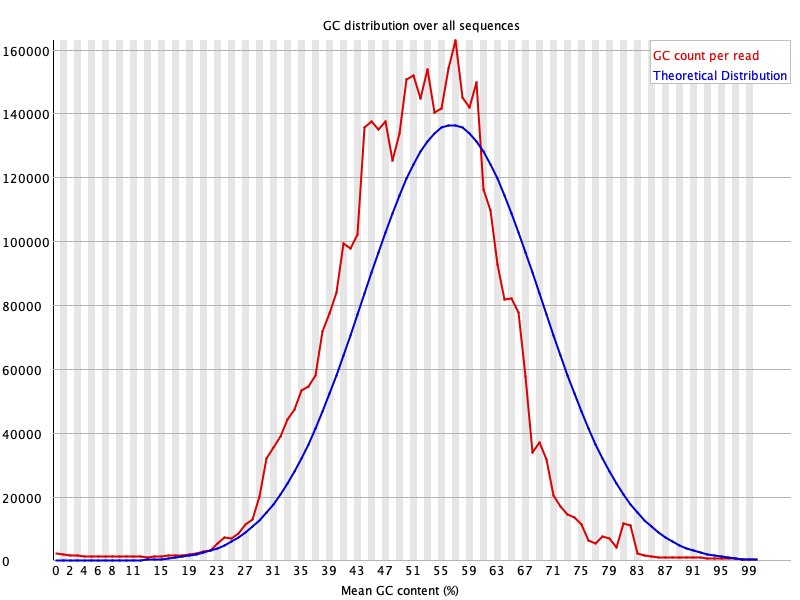 GC distribution over all sequences
GC count per read
Theoretical Distribution
160000
140000
120000
100000
80000
60000
40000
20000
0
0 2 4 6 8 11 15 19 23 27 31 35 39 43 47 51 55 59 63 67 71 75 79 83 87 91 95 99
Mean GC content (%)